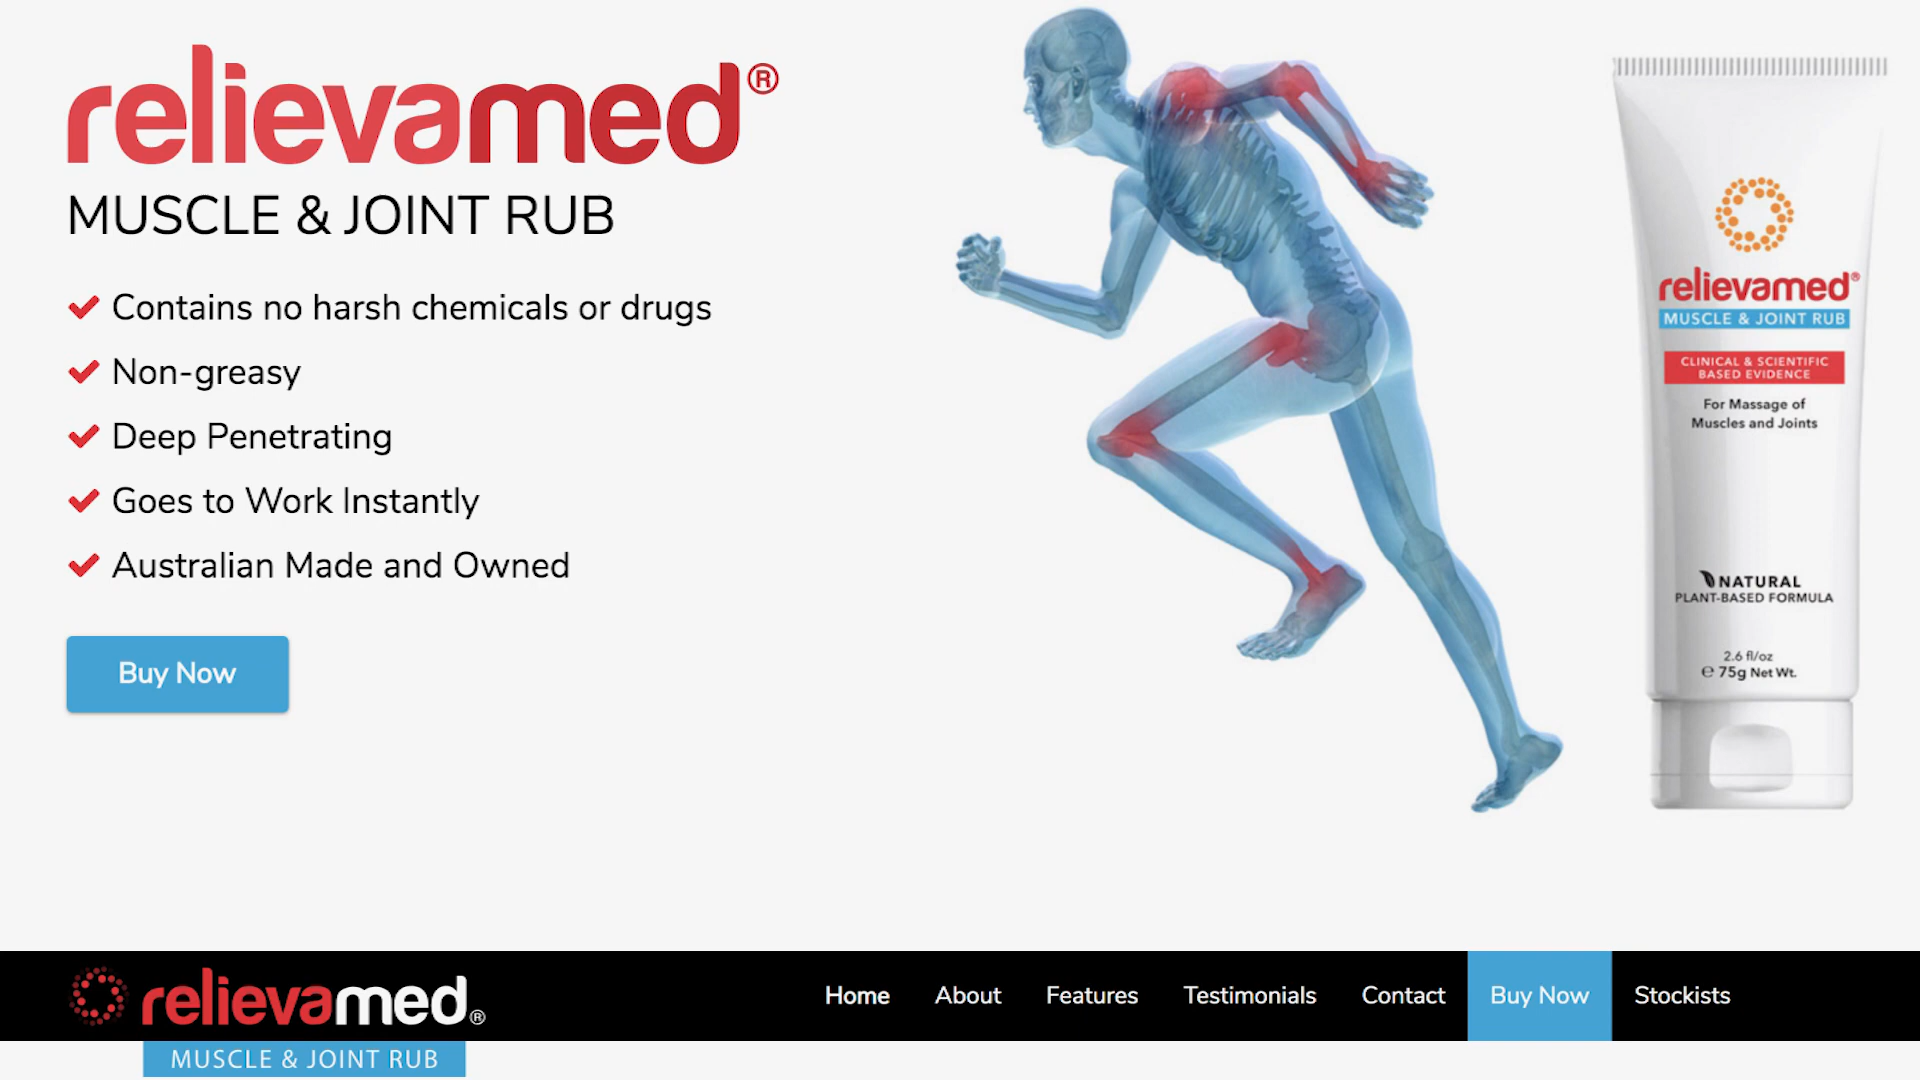 relievamed®
MUSCLE & JOINT RUB
Contains no harsh chemicals or drugs
Non-greasy
Deep Penetrating
Goes to Work Instantly
Australian Made and Owned
Buy Now
relievamed®
MUSCLE & JOINT RUB
CLINICAL & SCIENTIFIC
BASED EVIDENCE
For Massage of
Muscles and Joints
NATURAL
PLANT-BASED FORMULA
2.6 fl/oz
℮ 75g Net Wt.
relievamed®
MUSCLE & JOINT RUB
Home About Features Testimonials Contact Buy Now Stockists